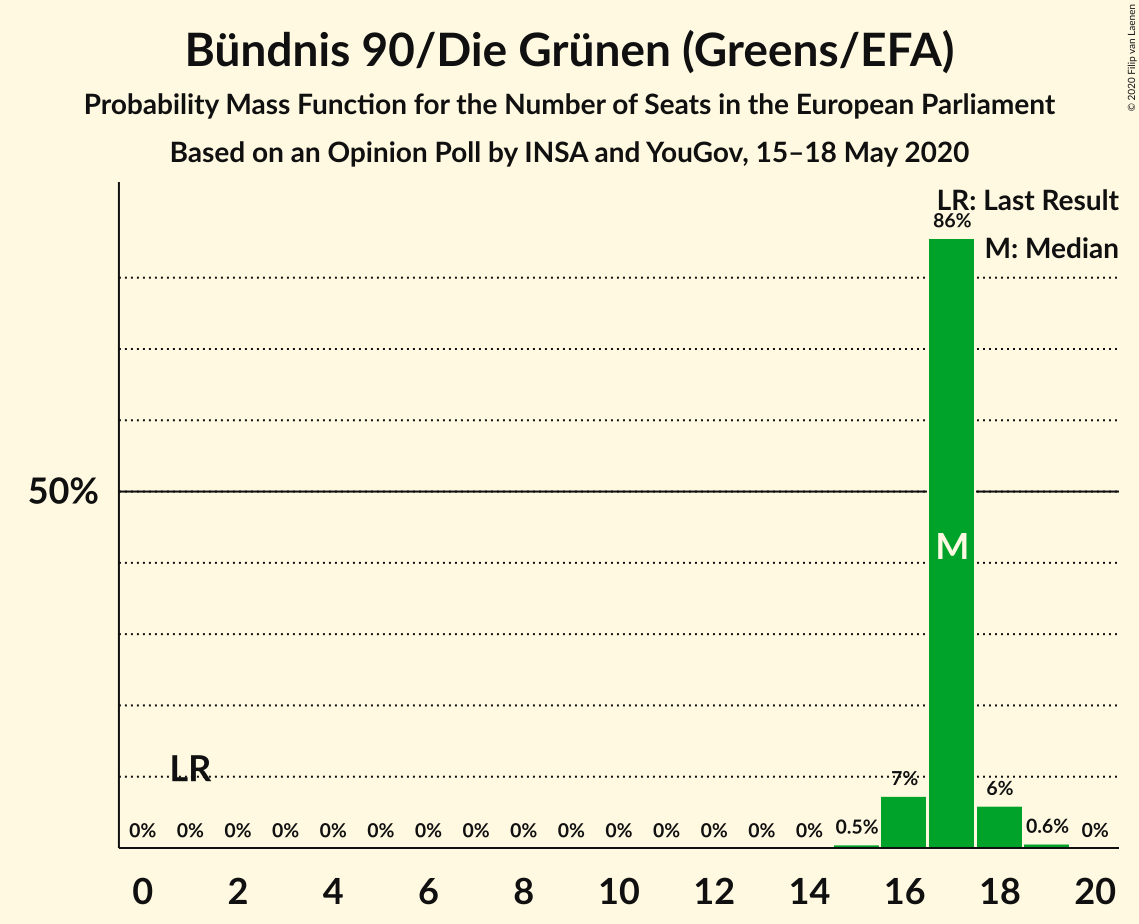 Bündnis 90/Die Grünen (Greens/EFA)
Probability Mass Function for the Number of Seats in the European Parliament
Based on an Opinion Poll by INSA and YouGov, 15–18 May 2020
© 2020 Filip van Laenen
LR: Last Result
86%
M: Median
50%
M
LR
7%
6%
0% 0% 0% 0% 0% 0% 0% 0% 0% 0% 0% 0% 0% 0% 0% 0.5% 0.6% 0%
0 2 4 6 8 10 12 14 16 18 20